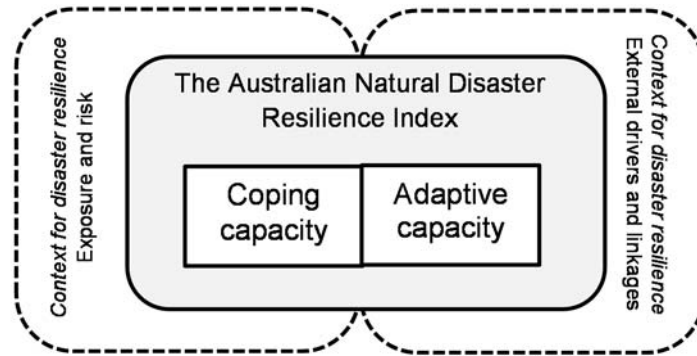 Context for disaster resilience
Exposure and risk
The Australian Natural Disaster
Resilience Index
Coping
capacity
Adaptive
capacity
Context for disaster resilience
External drivers and linkages